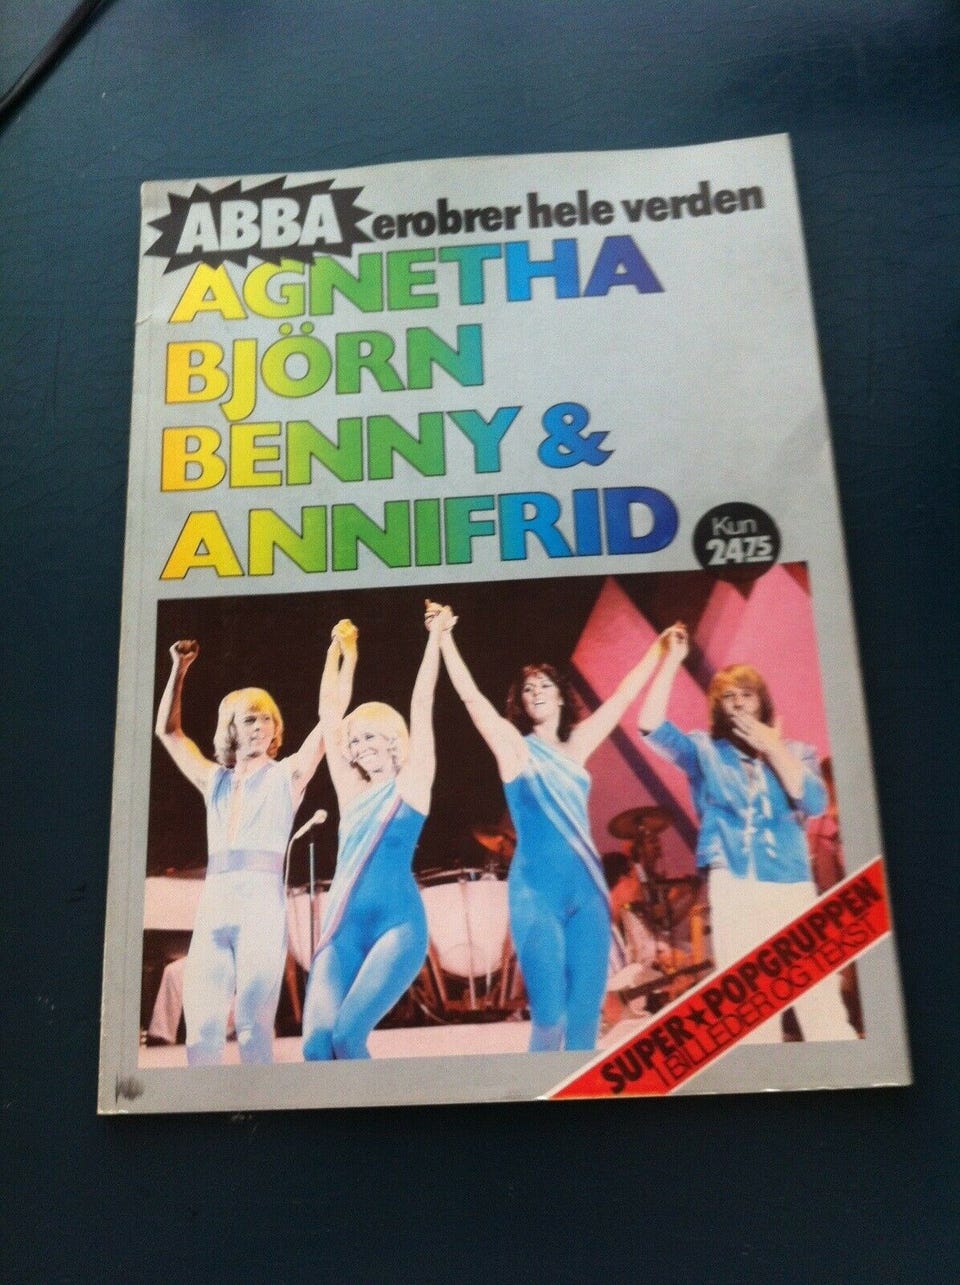 ABBA erobrer hele verden
AGNETHA
BJÖRN
BENNY &
ANNIFRID
Kun
24.75
SUPER★POPGRUPPEN
I BILLEDER OG TEKST